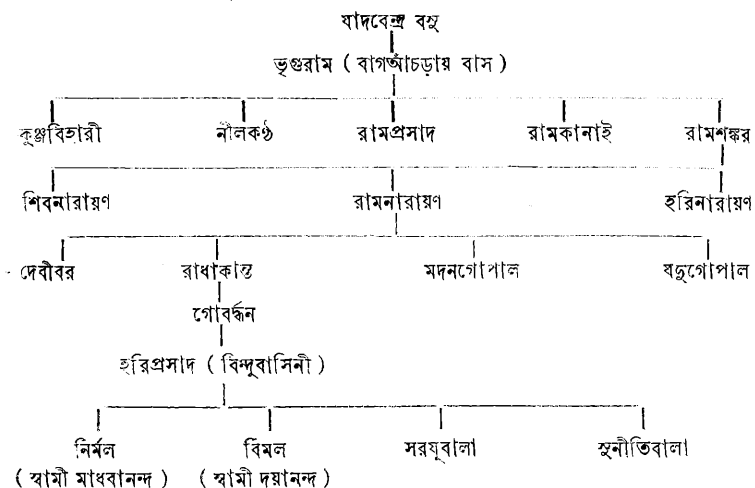 যাদবেন্দ্র বসু
ভৃগুরাম ( বাগআঁচড়ায় বাস )
কুঞ্জবিহারী নীলকণ্ঠ রামপ্রসাদ রামকানাই রামশঙ্কর
শিবনারায়ণ রামনারায়ণ হরিনারায়ণ
দেবীবর রাধাকান্ত মদনগোপাল যদুগোপাল
গোবর্দ্ধন
হরিপ্রসাদ ( বিন্দুবাসিনী )
নির্মল বিমল সরযূবালা সুনীতিবালা
( স্বামী মাধবানন্দ ) ( স্বামী দয়ানন্দ )